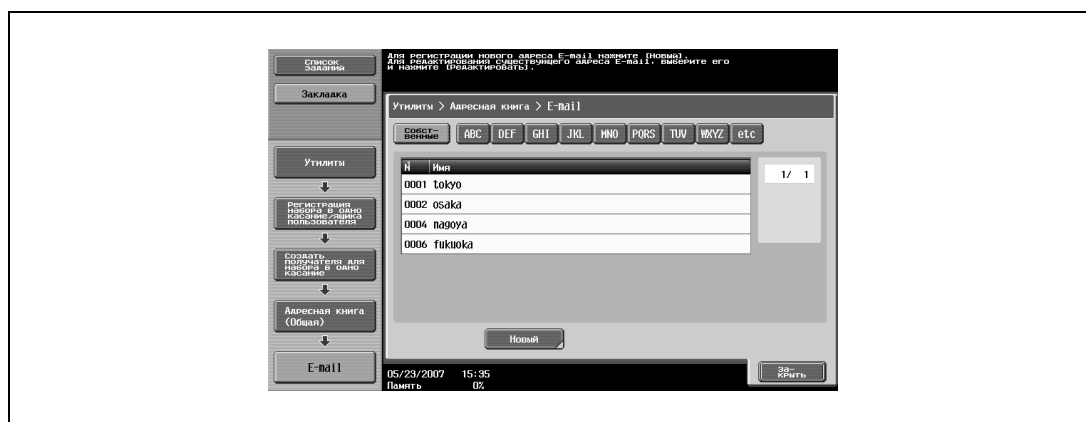 Список
заданий
Закладка
Утилиты
Регистрация
набора в одно
касание/ящика
пользователя
Создать
получателя для
набора в одно
касание
Адресная книга
(Общая)
E-mail
Для регистрации нового адреса E-mail нажмите [Новый].
Для редактирования существующего адреса E-mail, выберите его
и нажмите [Редактировать].
Утилиты > Адресная книга > E-mail
Собст-
венные
ABC DEF GHI JKL MNO PQRS TUV WXYZ etc
N Имя
0001 tokyo
0002 osaka
0004 nagoya
0006 fukuoka
1/ 1
Новый
05/23/2007 15:35
Память 0%
За-
крыть